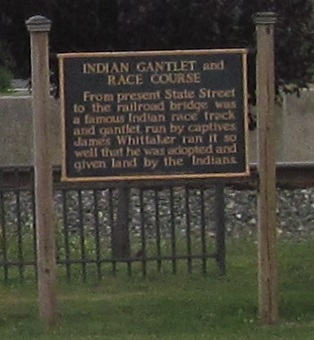 INDIAN GANTLET and
RACE COURSE
From present State Street
to the railroad bridge was
a famous Indian race track
and gantlet run by captives.
James Whittaker ran it so
well that he was adopted and
given land by the Indians.